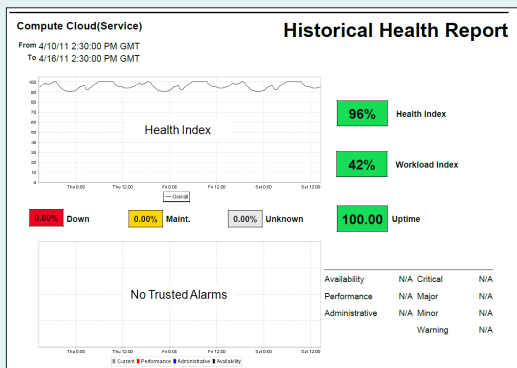 Compute Cloud(Service)
Historical Health Report
From 4/10/11 2:30:00 PM GMT
To 4/16/11 2:30:00 PM GMT
100
90
80
70
60
50
40
30
20
10
0
Health Index
Thu 0:00 Thu 12:00 Fri 0:00 Fri 12:00 Sat 0:00 Sat 12:00
Overall
96% Health Index
42% Workload Index
0.00% Down 0.00% Maint. 0.00% Unknown 100.00 Uptime
No Trusted Alarms
Thu 0:00 Thu 12:00 Fri 0:00 Fri 12:00 Sat 0:00 Sat 12:00
Current Performance Administrative Availability
Availability N/A Critical N/A
Performance N/A Major N/A
Administrative N/A Minor N/A
Warning N/A